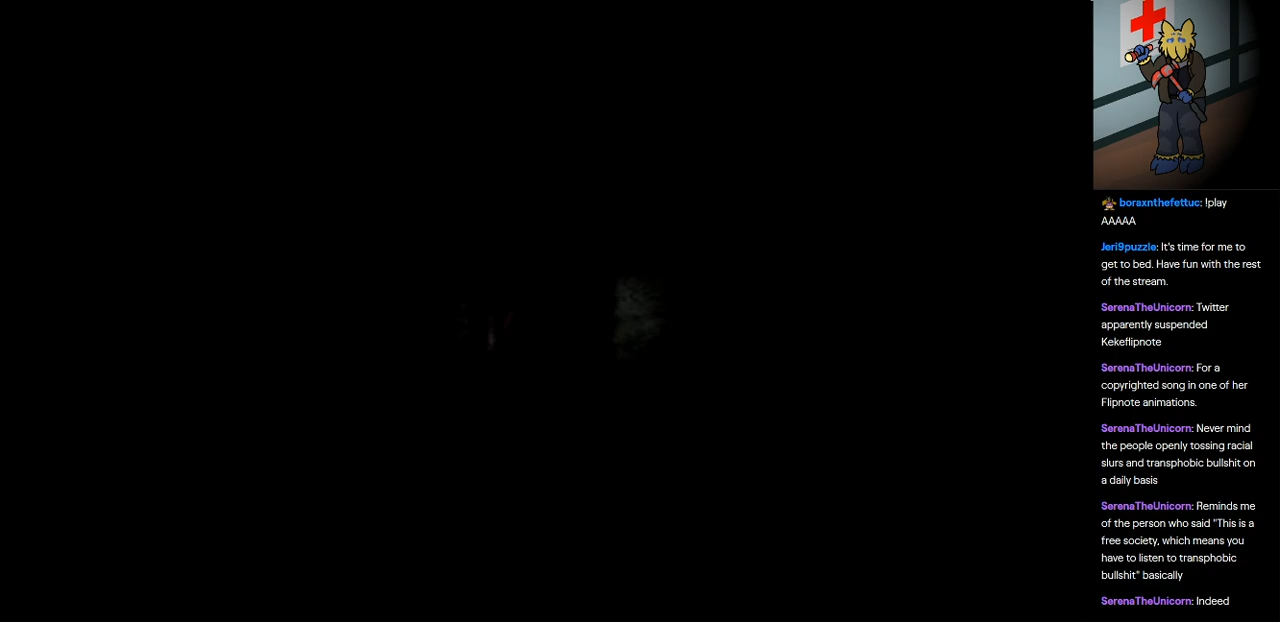 boraxnthefettuc: !play
AAAAA
Jeri9puzzle: It's time for me to
get to bed. Have fun with the rest
of the stream.
SerenaTheUnicorn: Twitter
apparently suspended
Kekeflipnote
SerenaTheUnicorn: For a
copyrighted song in one of her
Flipnote animations.
SerenaTheUnicorn: Never mind
the people openly tossing racial
slurs and transphobic bullshit on
a daily basis
SerenaTheUnicorn: Reminds me
of the person who said "This is a
free society, which means you
have to listen to transphobic
bullshit" basically
SerenaTheUnicorn: Indeed